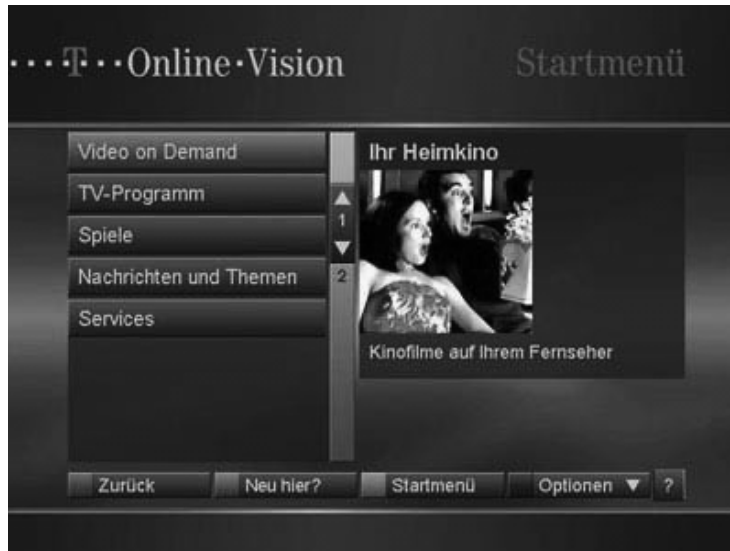 ····T··Online·Vision
Startmenü
Video on Demand
TV-Programm
Spiele
Nachrichten und Themen
Services
1
2
Ihr Heimkino
Kinofilme auf Ihrem Fernseher
Zurück
Neu hier?
Startmenü
Optionen ▼
?